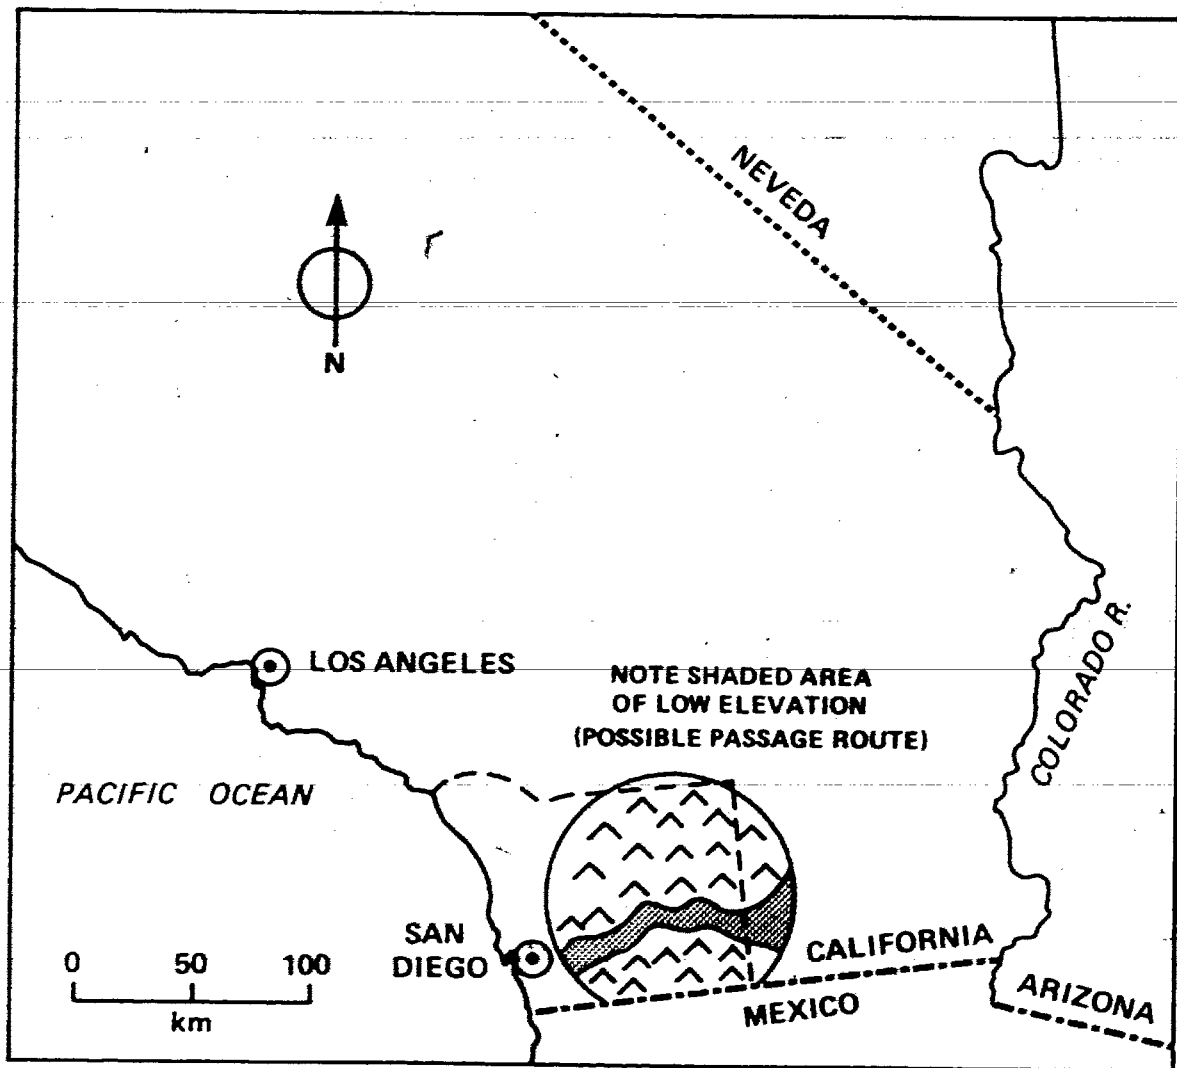 NEVEDA
N
LOS ANGELES
NOTE SHADED AREA
OF LOW ELEVATION
(POSSIBLE PASSAGE ROUTE)
COLORADO R.
PACIFIC OCEAN
SAN
DIEGO
CALIFORNIA
MEXICO
ARIZONA
0 50 100
km